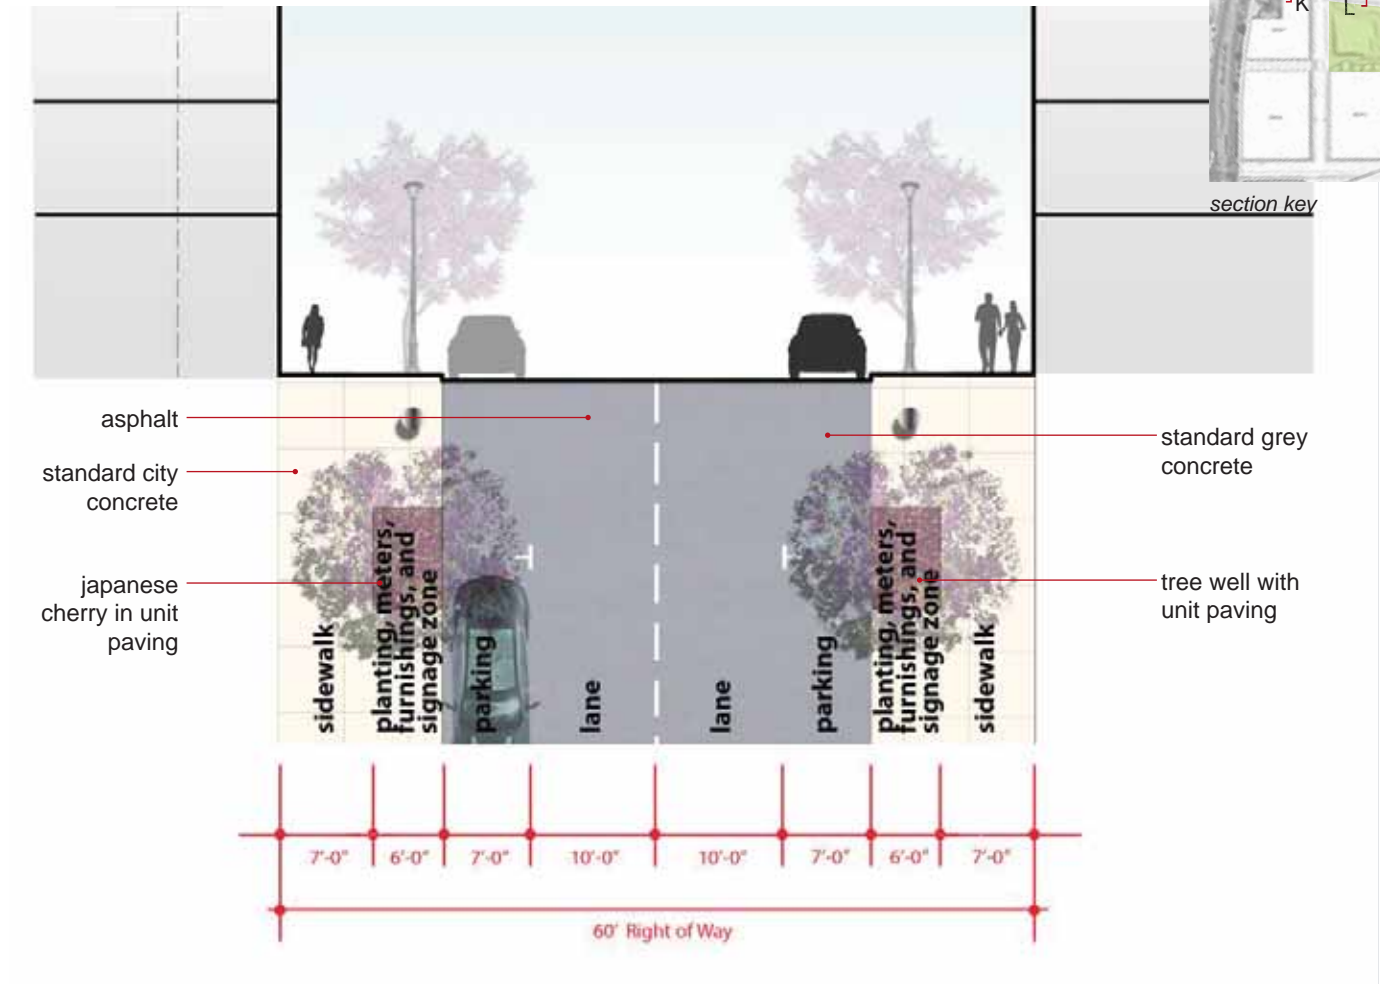 K
L
section key
asphalt
standard city
concrete
japanese
cherry in unit
paving
standard grey
concrete
tree well with
unit paving
sidewalk
planting, meters,
furnishings, and
signage zone
parking
lane
lane
parking
planting, meters,
furnishings, and
signage zone
sidewalk
7'-0"
6'-0"
7'-0"
10'-0"
10'-0"
7'-0"
6'-0"
7'-0"
60' Right of Way